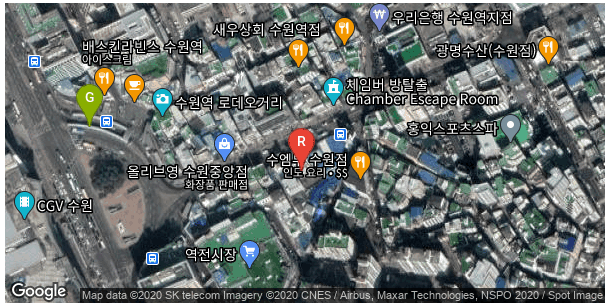 우리은행 수원역지점
새우상회 수원역점
배스킨라빈스 수원역
아이스크림
광명수산(수원점)
체임버 방탈출
Chamber Escape Room
G
수원역 로데오거리
홍익스포츠스파
R
수엠부 수원점
인도 요리 • $$
올리브영 수원중앙점
화장품 판매점
CGV 수원
역전시장
Google
Map data ©2020 SK telecom Imagery ©2020 CNES / Airbus, Maxar Technologies, NSPO 2020 / Spot Image